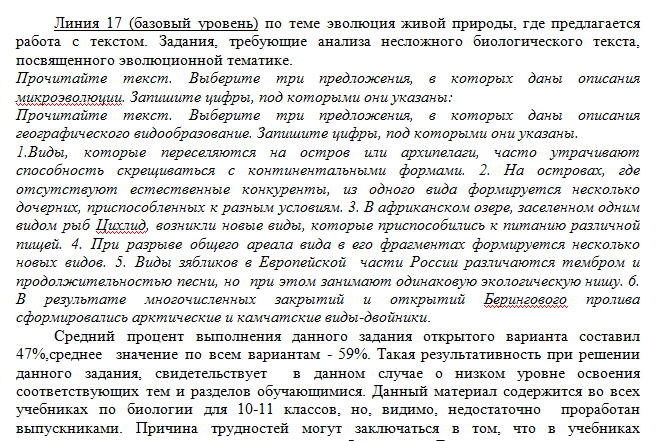 Линия 17 (базовый уровень) по теме эволюция живой природы, где предлагается
работа с текстом. Задания, требующие анализа несложного биологического текста,
посвященного эволюционной тематике.
Прочитайте текст. Выберите три предложения, в которых даны описания
микроэволюции. Запишите цифры, под которыми они указаны:
Прочитайте текст. Выберите три предложения, в которых даны описания
географического видообразование. Запишите цифры, под которыми они указаны.
1.Виды, которые переселяются на остров или архипелаги, часто утрачивают
способность скрещиваться с континентальными формами. 2. На островах, где
отсутствуют естественные конкуренты, из одного вида формируется несколько
дочерних, приспособленных к разным условиям. 3. В африканском озере, заселенном одним
видом рыб Цихлид, возникли новые виды, которые приспособились к питанию различной
пищей. 4. При разрыве общего ареала вида в его фрагментах формируется несколько
новых видов. 5. Виды зябликов в Европейской части России различаются тембром и
продолжительностью песни, но при этом занимают одинаковую экологическую нишу. 6.
В результате многочисленных закрытий и открытий Берингового пролива
сформировались арктические и камчатские виды-двойники.
Средний процент выполнения данного задания открытого варианта составил
47%,среднее значение по всем вариантам - 59%. Такая результативность при решении
данного задания, свидетельствует в данном случае о низком уровне освоения
соответствующих тем и разделов обучающимися. Данный материал содержится во всех
учебниках по биологии для 10-11 классов, но, видимо, недостаточно проработан
выпускниками. Причина трудностей могут заключаться в том, что в учебниках